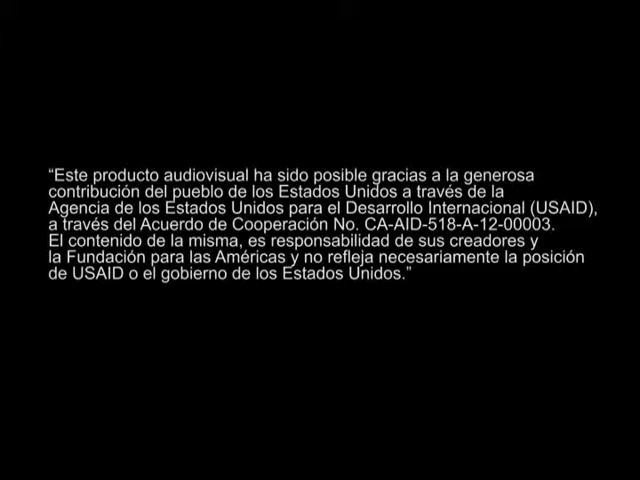 “Este producto audiovisual ha sido posible gracias a la generosa
contribución del pueblo de los Estados Unidos a través de la
Agencia de los Estados Unidos para el Desarrollo Internacional (USAID),
a través del Acuerdo de Cooperación No. CA-AID-518-A-12-00003.
El contenido de la misma, es responsabilidad de sus creadores y
la Fundación para las Américas y no refleja necesariamente la posición
de USAID o el gobierno de los Estados Unidos.”